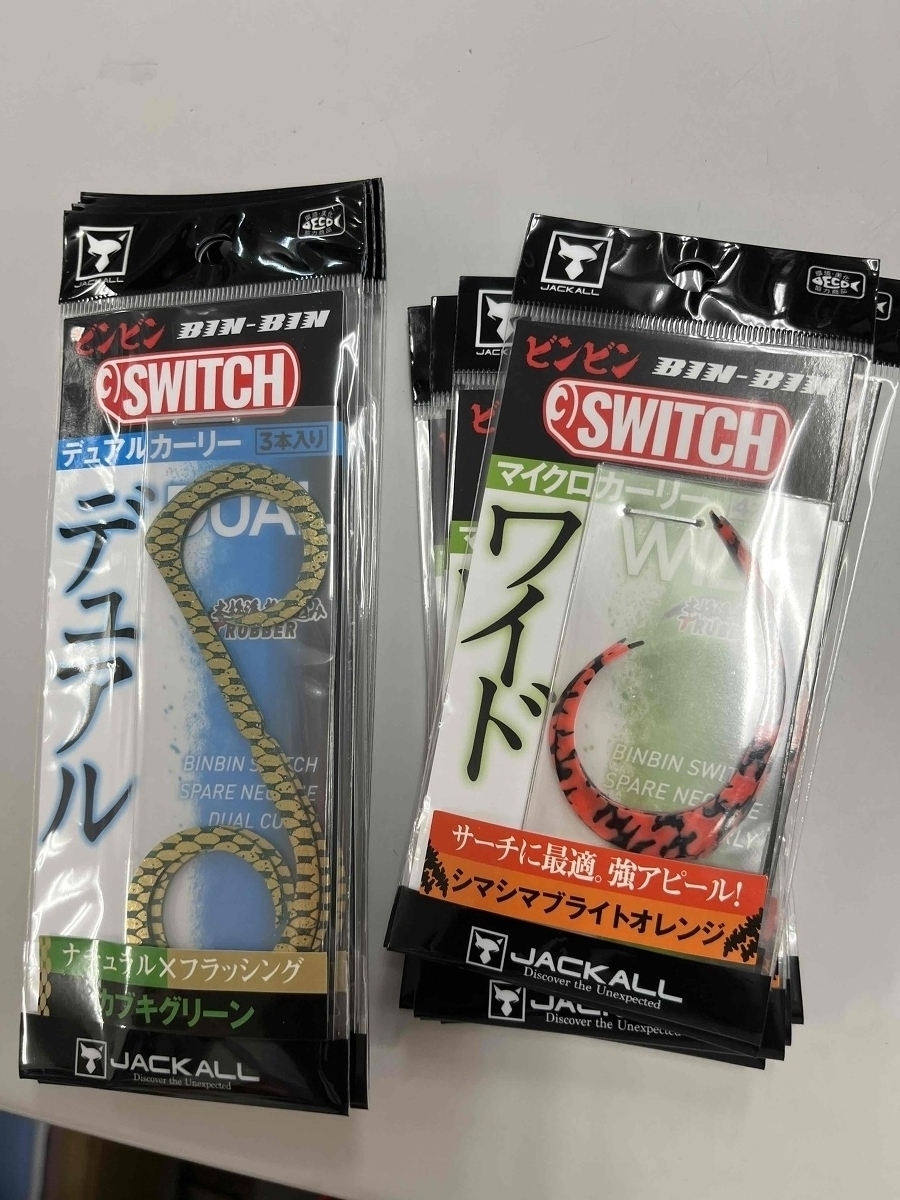 JACKALL
ECO
ビンビン BIN-BIN
SWITCH
デュアルカーリー 3本入り
DUAL
デュアル
RUBBER
BINBIN SWITCH
SPARE NECKTIE
DUAL
ナチュラル×フラッシング
カブキグリーン
JACKALL
Discover the Unexpected
JACKALL
ECO
ビンビン BIN-BIN
SWITCH
マイクロカーリー
ワイド
RUBBER
BINBIN SWITCH
SPARE
サーチに最適。強アピール!
シマシマブライトオレンジ
JACKALL
Discover the Unexpected
Discover the Unexpected